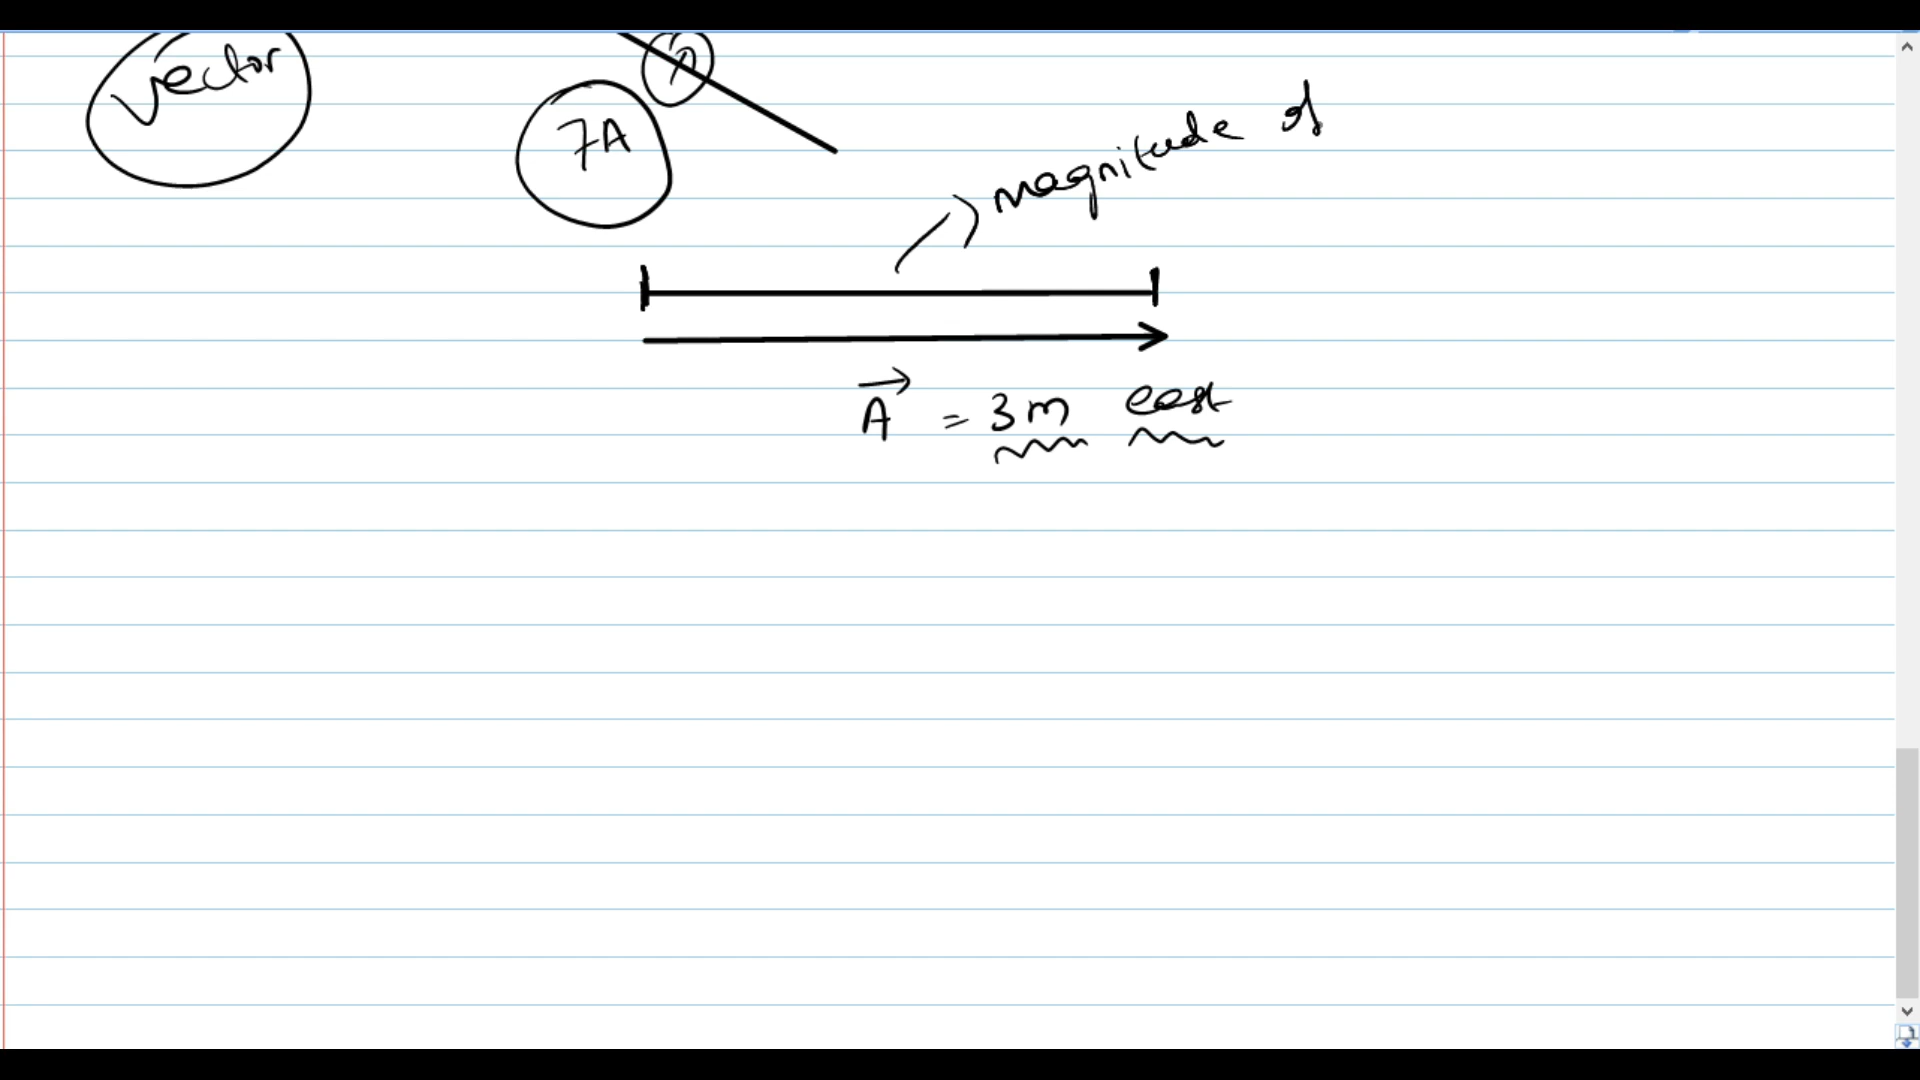 vector
7A
magnitude of
A = 3m east